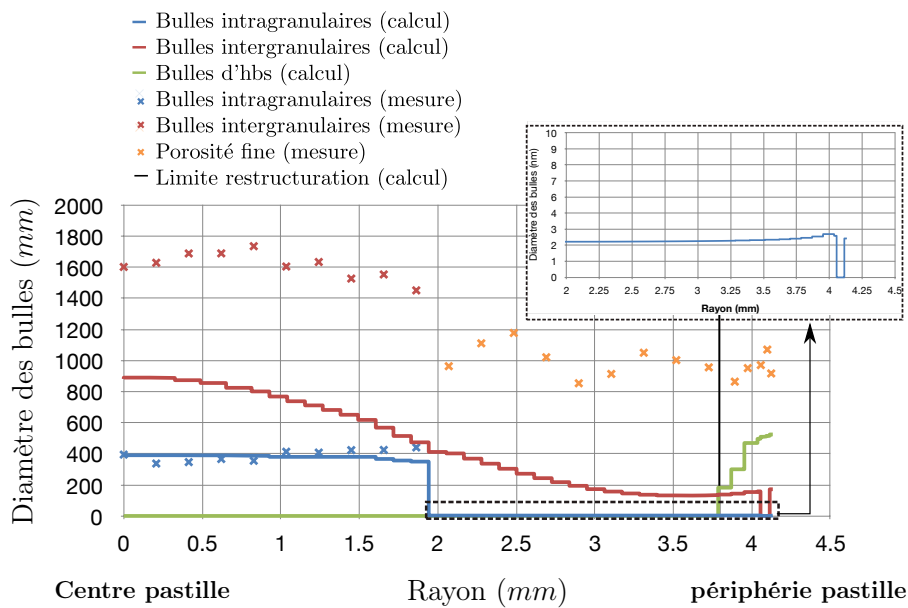 Bulles intragranulaires (calcul)
Bulles intergranulaires (calcul)
Bulles d'hbs (calcul)
Bulles intragranulaires (mesure)
Bulles intergranulaires (mesure)
Porosité fine (mesure)
Limite restructuration (calcul)
Diamètre des bulles (mm)
2000
1800
1600
1400
1200
1000
800
600
400
200
0
0 0.5 1 1.5 2 2.5 3 3.5 4 4.5
Centre pastille
Rayon (mm)
périphérie pastille
Diamètre des bulles (nm)
10
9
8
7
6
5
4
3
2
1
0
2 2.25 2.5 2.75 3 3.25 3.5 3.75 4 4.25 4.5
Rayon (mm)